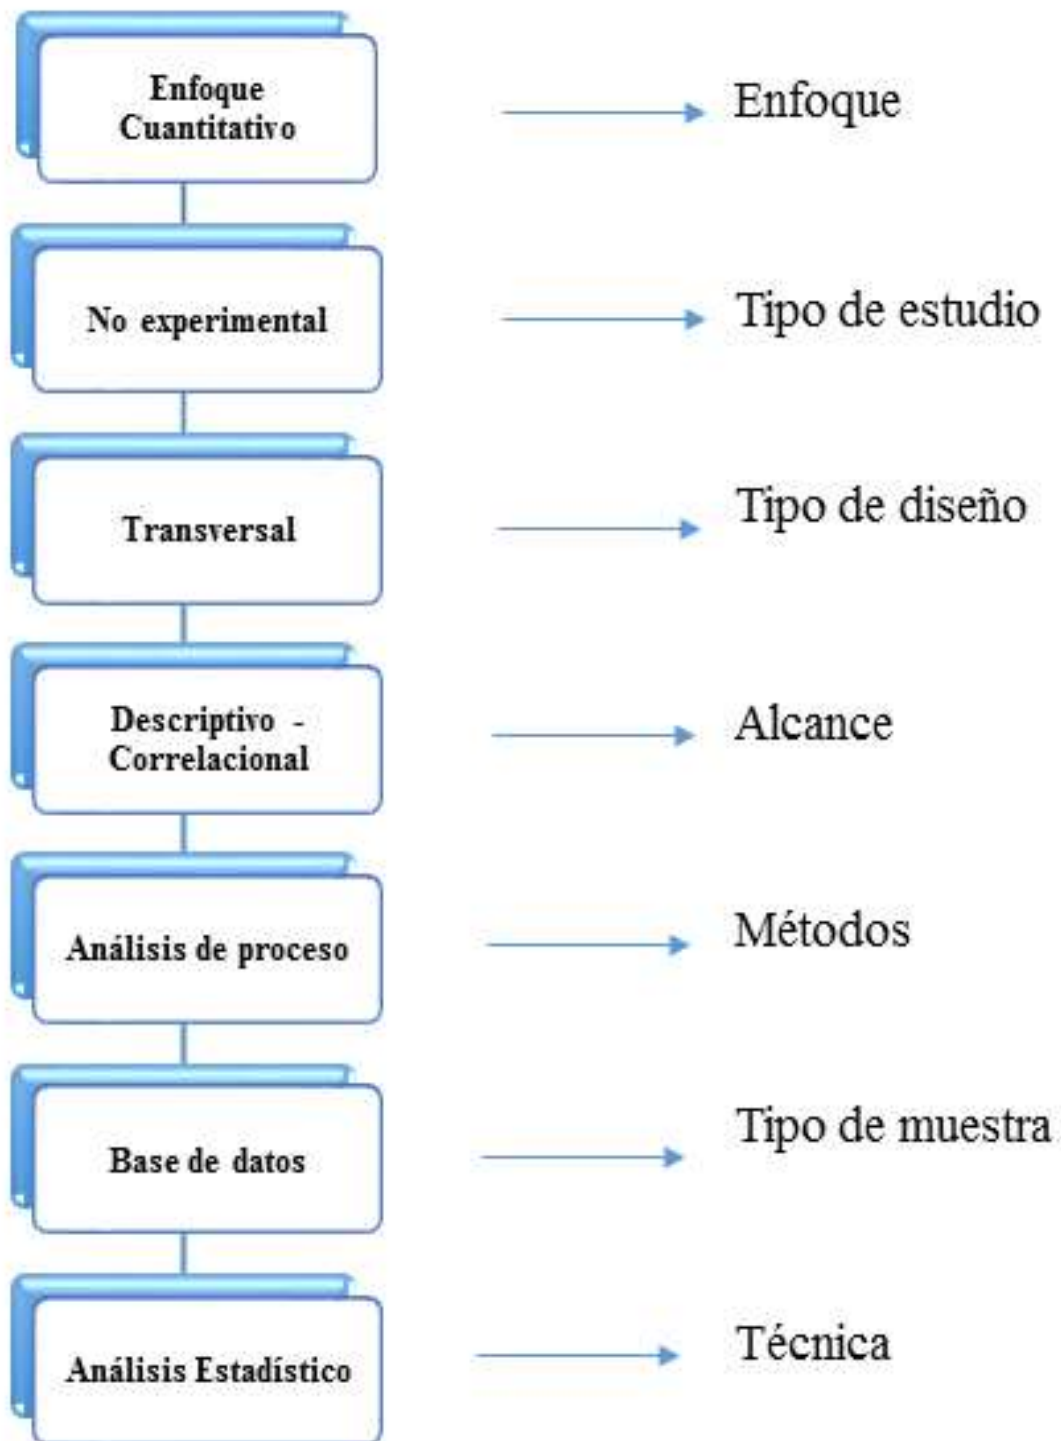 Enfoque
Cuantitativo
Enfoque
No experimental
Tipo de estudio
Transversal
Tipo de diseño
Descriptivo -
Correlacional
Alcance
Análisis de proceso
Métodos
Base de datos
Tipo de muestra
Análisis Estadístico
Técnica